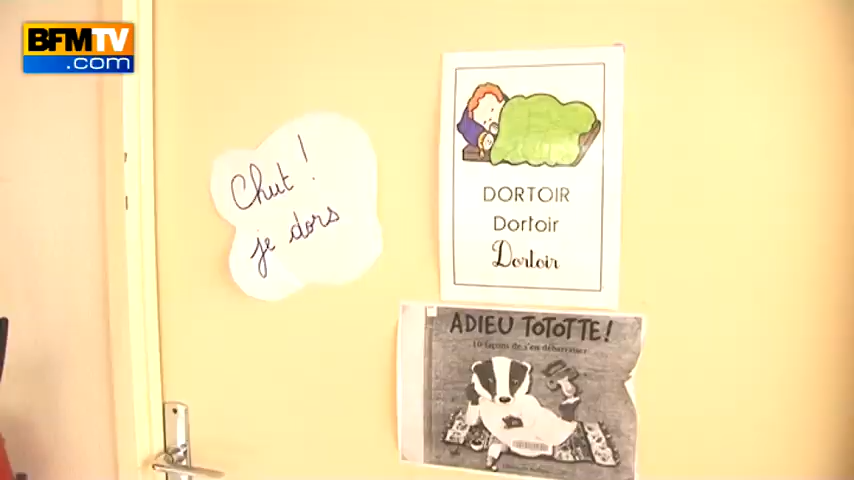 BFMTV
.com
Chut !
je dors
DORTOIR
Dortoir
Dortoir
ADIEU TOTOTTE !
10 façons de s'en débarrasser